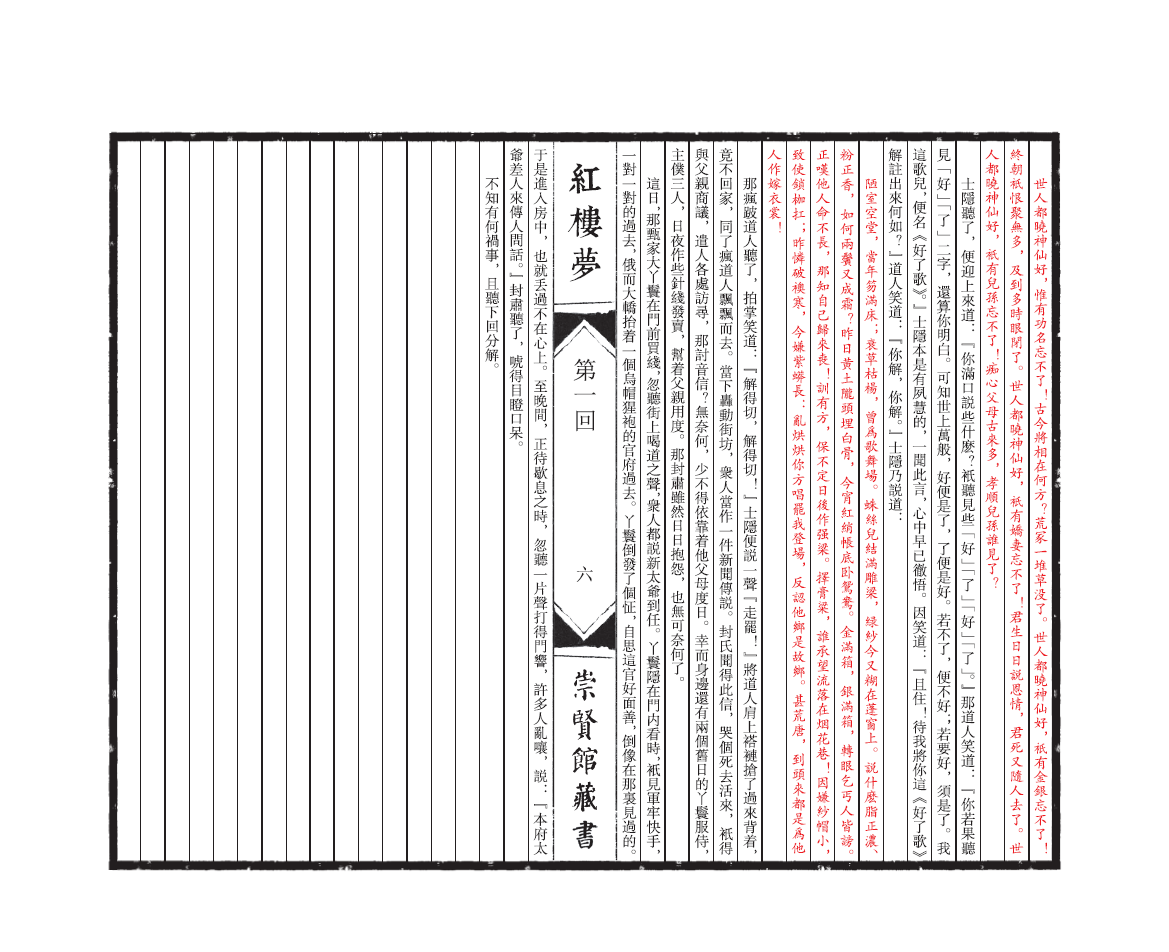 世人都曉神仙好，惟有功名忘不了！古今將相在何方？荒冢一堆草没了。世人都曉神仙好，衹有金銀忘不了！
終朝衹恨聚無多，及到多時眼閉了。世人都曉神仙好，衹有嬌妻忘不了！君生日日説恩情，君死又隨人去了。世
人都曉神仙好，衹有兒孫忘不了！痴心父母古來多，孝順兒孫誰見了？
士隱聽了，便迎上來道：『你滿口説些什麽？衹聽見些「好」「了」「好」「了」。』那道人笑道：『你若果聽
見「好」「了」二字，還算你明白。可知世上萬般，好便是了，了便是好。若不了，便不好；若要好，須是了。我
這歌兒，便名《好了歌》。』士隱本是有夙慧的，一聞此言，心中早已徹悟。因笑道：『且住！待我將你這《好了歌》
解註出來何如？』道人笑道：『你解，你解。』士隱乃説道：
陋室空堂，當年笏滿床；衰草枯楊，曾爲歌舞場。蛛絲兒結滿雕梁，緑紗今又糊在蓬窗上。説什麽脂正濃、
粉正香，如何兩鬢又成霜？昨日黄土隴頭埋白骨，今宵紅綃帳底卧鴛鴦。金滿箱，銀滿箱，轉眼乞丐人皆謗。
正嘆他人命不長，那知自己歸來喪！訓有方，保不定日後作强梁。擇膏粱，誰承望流落在烟花巷！因嫌紗帽小，
致使鎖枷扛；昨憐破襖寒，今嫌紫蟒長：亂烘烘你方唱罷我登場，反認他鄉是故鄉。甚荒唐，到頭來都是爲他
人作嫁衣裳！
那瘋跛道人聽了，拍掌笑道：『解得切，解得切！』士隱便説一聲『走罷！』將道人肩上褡褳搶了過來背着，
竟不回家，同了瘋道人飄飄而去。當下轟動街坊，衆人當作一件新聞傳説。封氏聞得此信，哭個死去活來，衹得
與父親商議，遣人各處訪尋，那討音信？無奈何，少不得依靠着他父母度日。幸而身邊還有兩個舊日的丫鬟服侍，
主僕三人，日夜作些針綫發賣，幫着父親用度。那封肅雖然日日抱怨，也無可奈何了。
這日，那甄家大丫鬟在門前買綫，忽聽街上喝道之聲，衆人都説新太爺到任。丫鬟隱在門内看時，衹見軍牢快手，
一對一對的過去，俄而大轎抬着一個烏帽猩袍的官府過去。丫鬟倒發了個怔，自思這官好面善，倒像在那裏見過的。
紅樓夢
第一回
六
崇賢館藏書
于是進入房中，也就丢過不在心上。至晚間，正待歇息之時，忽聽一片聲打得門響，許多人亂嚷，説：『本府太
爺差人來傳人問話。』封肅聽了，唬得目瞪口呆。
不知有何禍事，且聽下回分解。